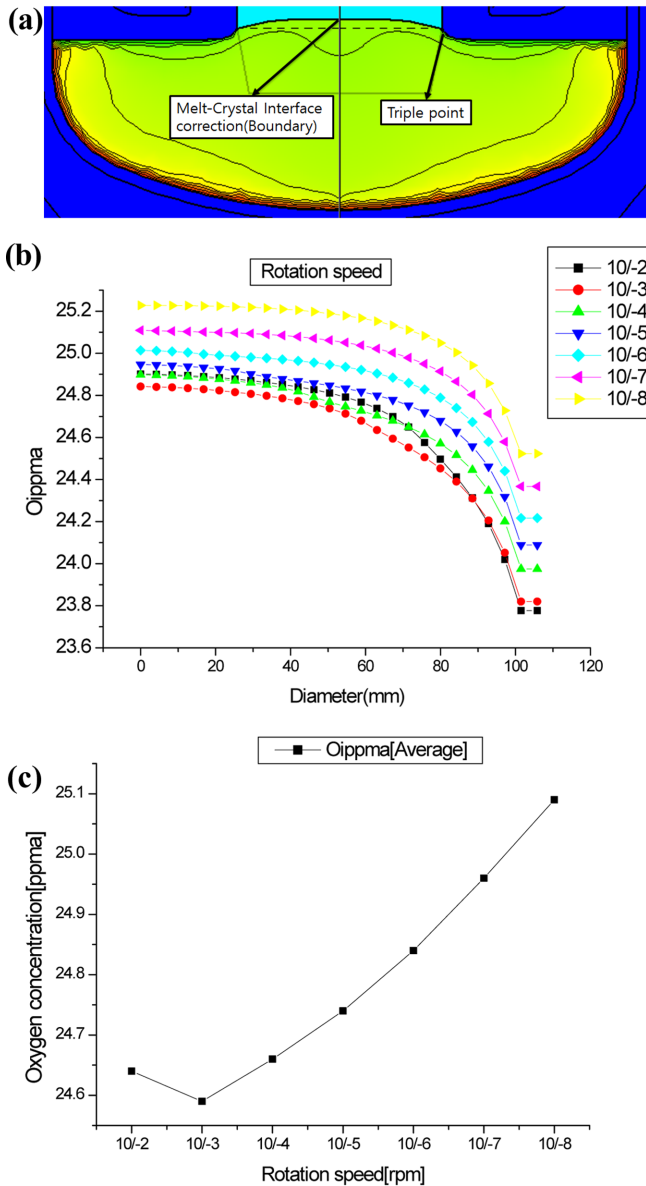 (a)
Melt-Crystal Interface
correction(Boundary)
Triple point
(b)
Rotation speed
10/-2
10/-3
10/-4
10/-5
10/-6
10/-7
10/-8
25.2
25.0
24.8
24.6
24.4
24.2
24.0
23.8
23.6
Oippma
0 20 40 60 80 100 120
Diameter(mm)
(c)
Oippma[Average]
25.1
25.0
24.9
24.8
24.7
24.6
Oxygen concentration[ppma]
10/-2 10/-3 10/-4 10/-5 10/-6 10/-7 10/-8
Rotation speed[rpm]